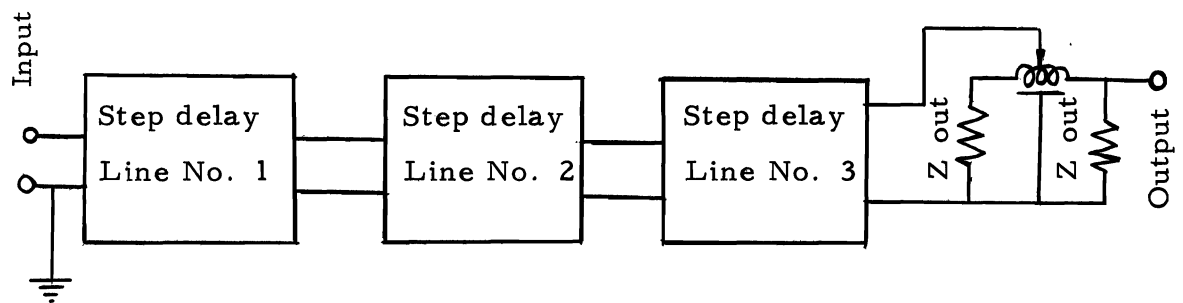 Input
Step delay
Line No. 1
Step delay
Line No. 2
Step delay
Line No. 3
Z out
Z out
Output